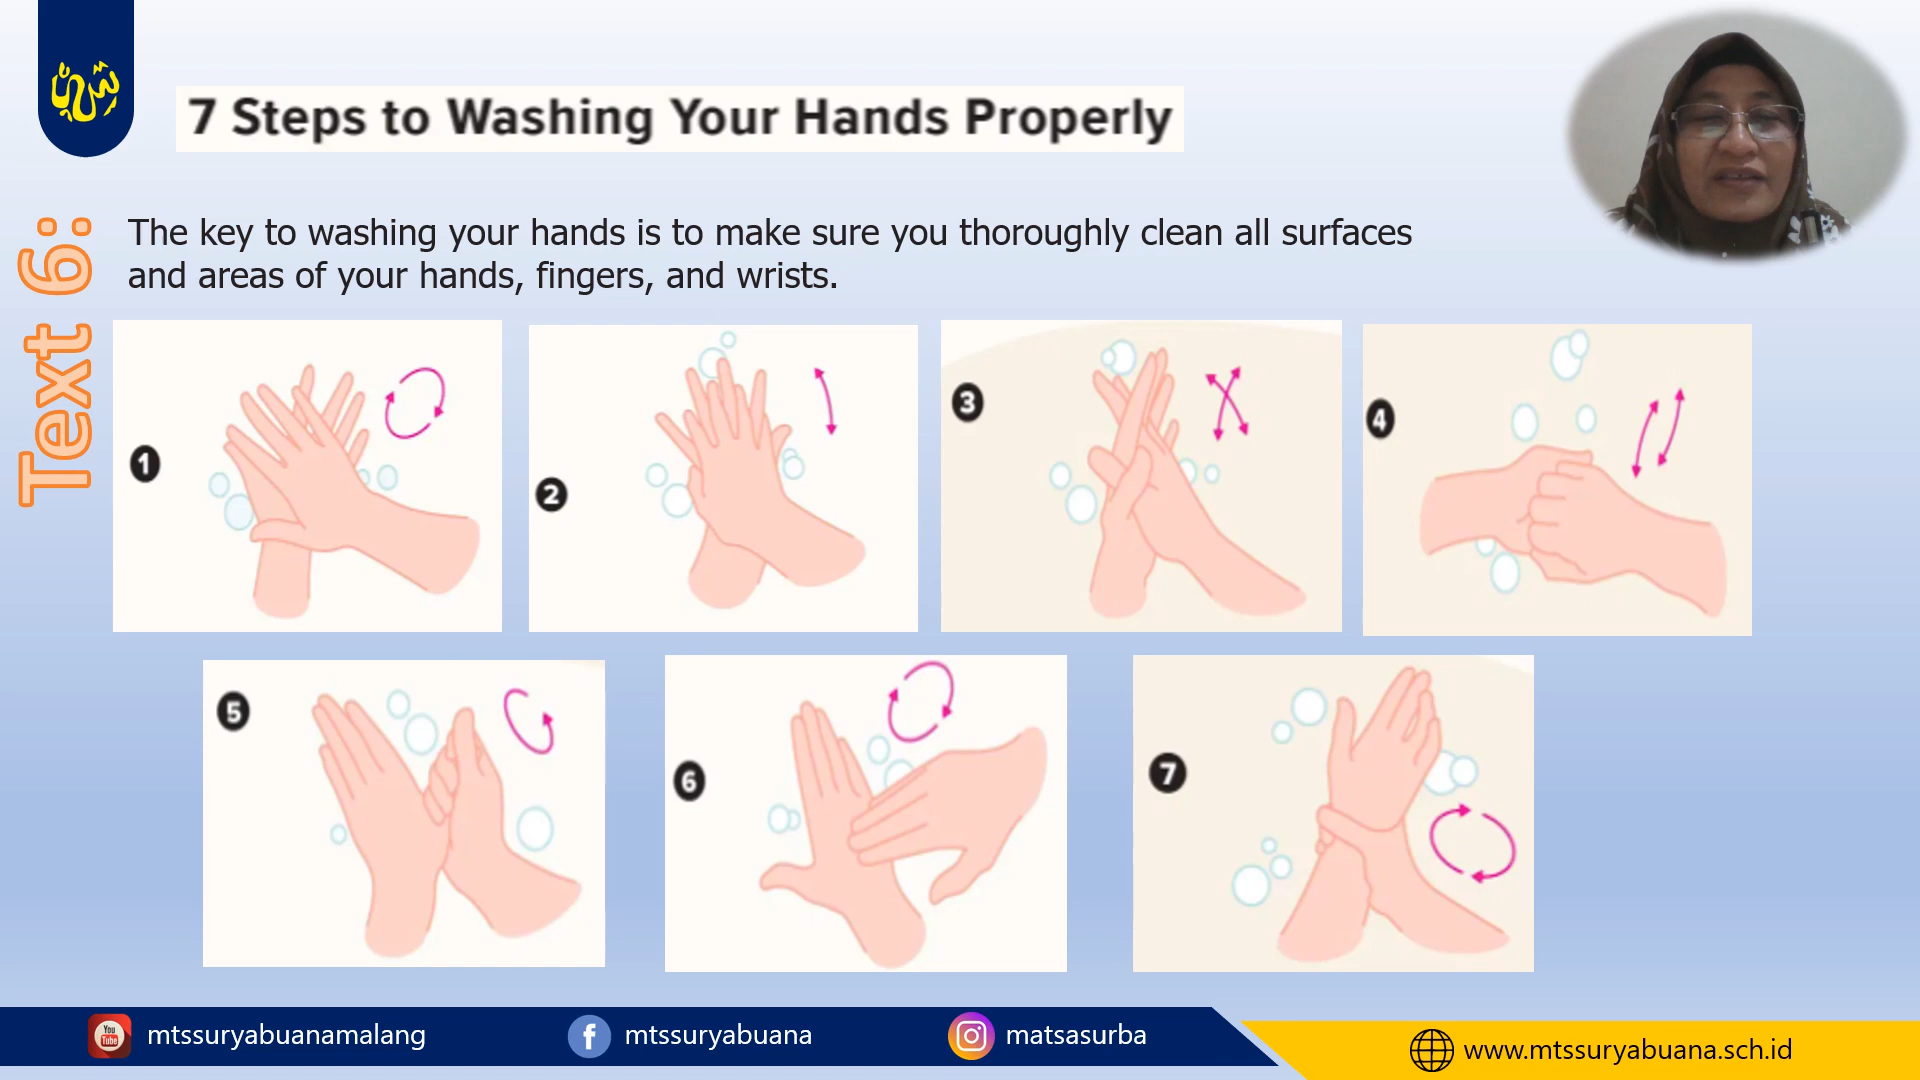 7 Steps to Washing Your Hands Properly
Text 6:
The key to washing your hands is to make sure you thoroughly clean all surfaces
and areas of your hands, fingers, and wrists.
1
2
3
4
5
6
7
You
Tube
mtssuryabuanamalang
mtssuryabuana
matsasurba
www.mtssuryabuana.sch.id